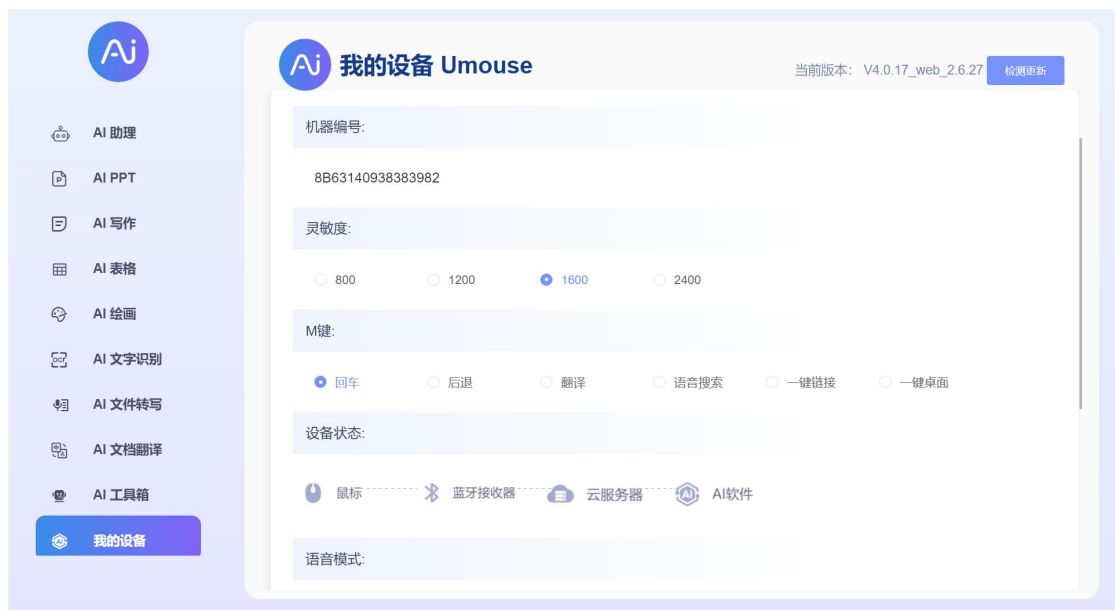 Ai
Ai 我的设备 Umouse
当前版本: V4.0.17_web_2.6.27 检测更新
AI 助理
AI PPT
AI 写作
AI 表格
AI 绘画
AI 文字识别
AI 文件转写
AI 文档翻译
AI 工具箱
我的设备
机器编号:
8B63140938383982
灵敏度:
800 1200 1600 2400
M键:
回车 后退 翻译 语音搜索 一键链接 一键桌面
设备状态:
鼠标 蓝牙接收器 云服务器 AI软件
语音模式: